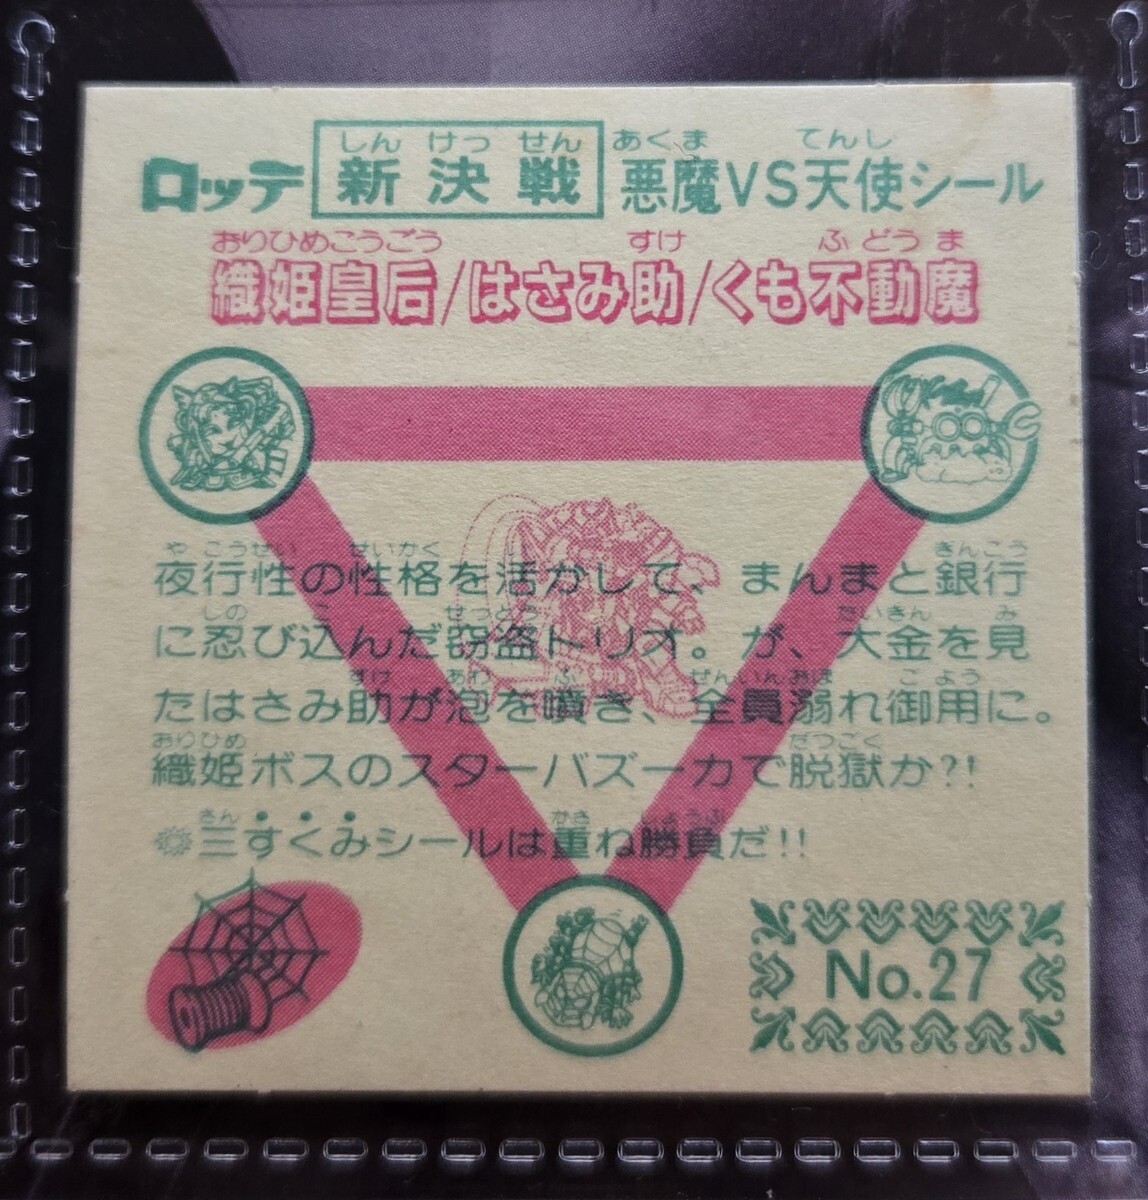 しん けっ せん あくま てんし
ロッテ 新決戦 悪魔VS天使シール
おりひめこうごう すけ ふどうま
織姫皇后/はさみ助/くも不動魔
やこうせい せいかく い ぎんこう
夜行性の性格を活かして、まんまと銀行
しの こ せっとう たいきん み
に忍び込んだ窃盗トリオ。が、大金を見
すけ あわ ふ ぜんいんおぼ ごよう
たはさみ助が泡を噴き、全員溺れ御用に。
おりひめ だつごく
織姫ボスのスターバズーカで脱獄か?!
さん かさ しょうぶ
三すくみシールは重ね勝負だ!!
No.27